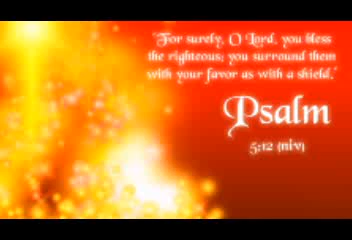 "For surely, O Lord, you bless
the righteous; you surround them
with your favor as with a shield."
Psalm
5:12 (niv)